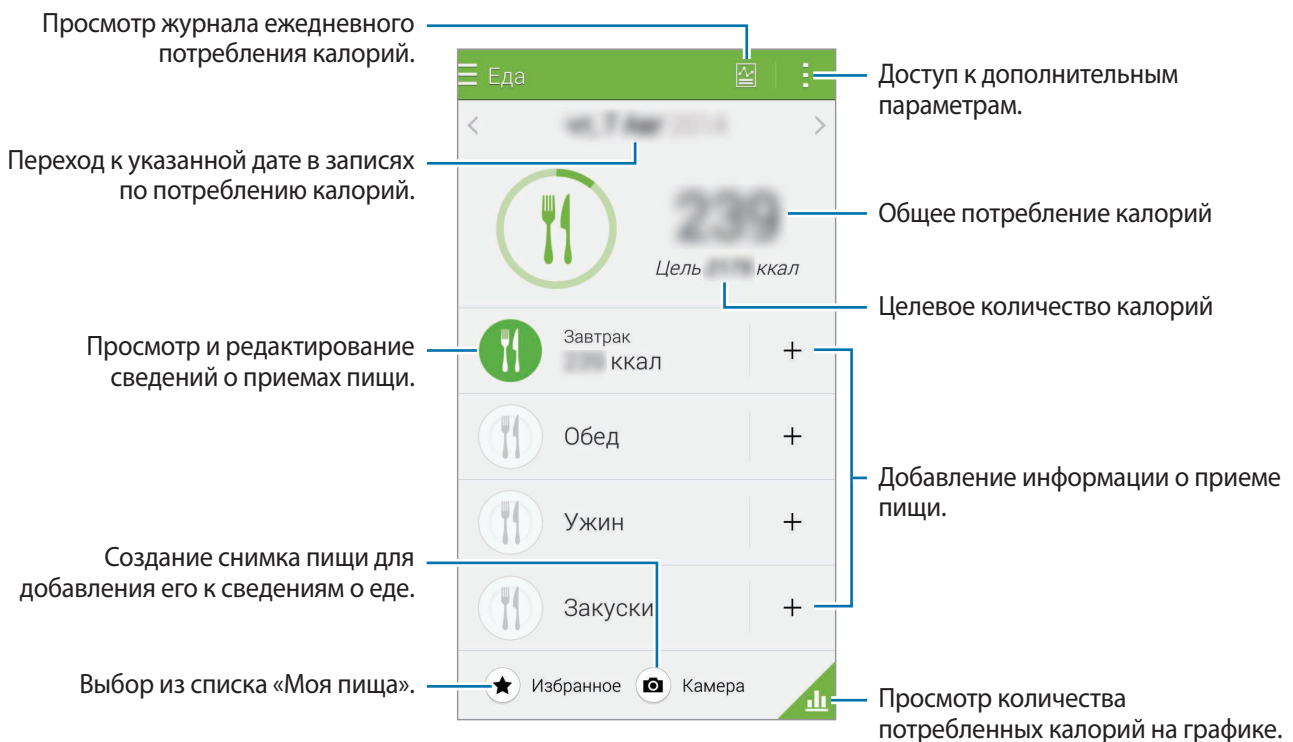 Просмотр журнала ежедневного
потребления калорий.
Еда
Доступ к дополнительным
параметрам.
Переход к указанной дате в записях
по потреблению калорий.
239
Общее потребление калорий
Цель ккал
Целевое количество калорий
Просмотр и редактирование
сведений о приемах пищи.
Завтрак
ккал
+
Обед
+
Добавление информации о приеме
пищи.
Ужин
+
Создание снимка пищи для
добавления его к сведениям о еде.
Закуски
+
Выбор из списка «Моя пища».
Избранное
Камера
Просмотр количества
потребленных калорий на графике.